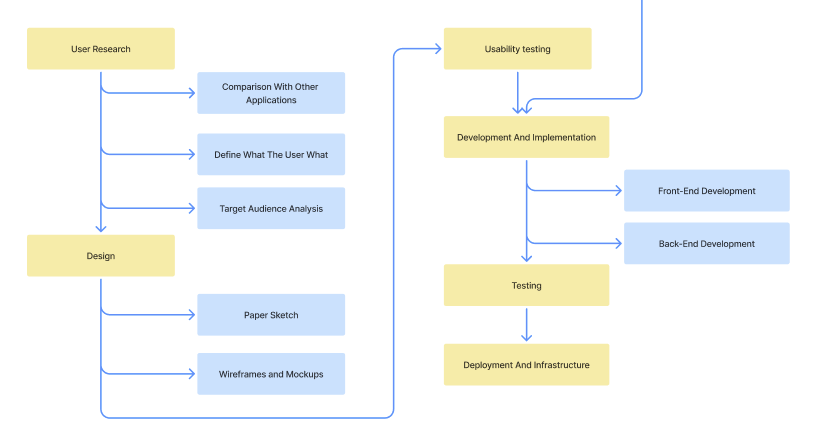 User Research
Comparison With Other
Applications
Define What The User What
Target Audience Analysis
Design
Paper Sketch
Wireframes and Mockups
Usability testing
Development And Implementation
Front-End Development
Back-End Development
Testing
Deployment And Infrastructure